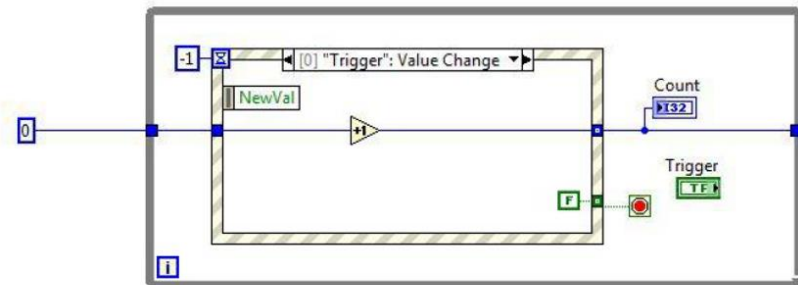 -1
[0] "Trigger": Value Change
NewVal
Count
I32
0
+1
Trigger
TF
F
i